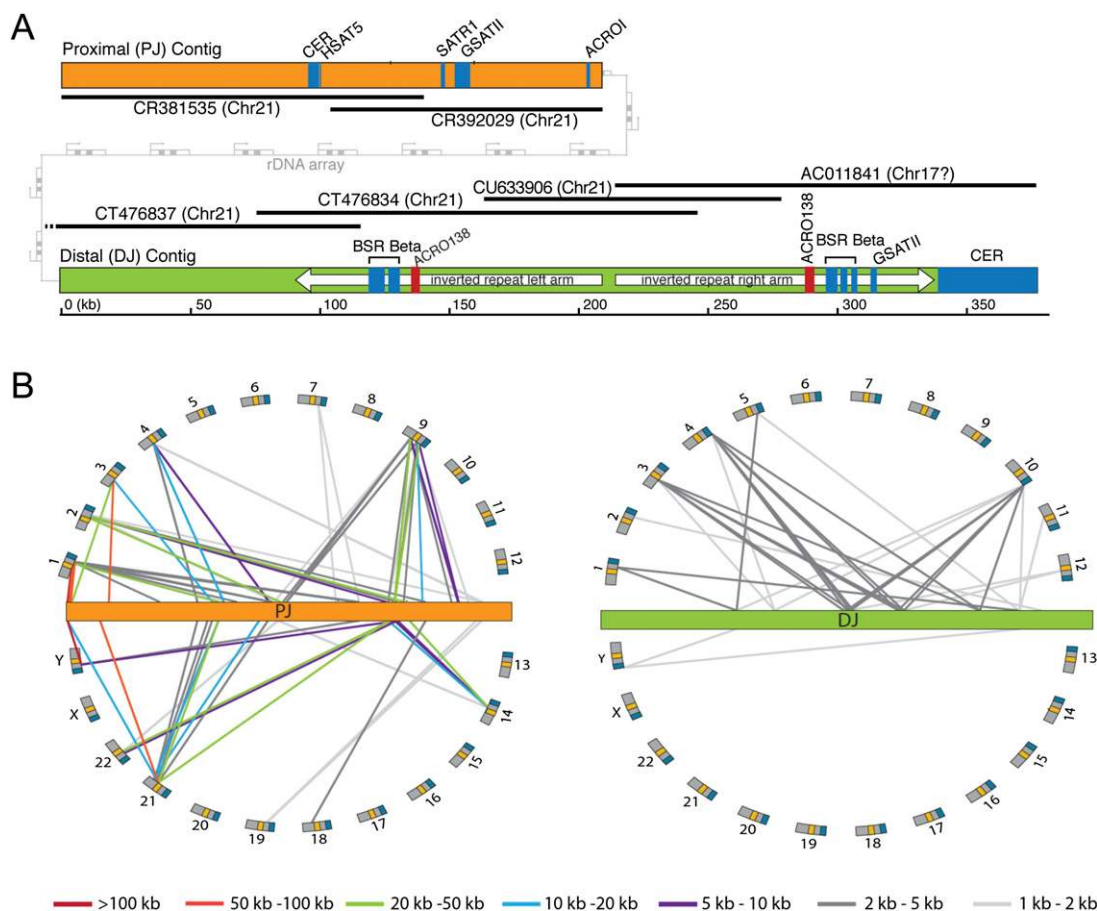 A
Proximal (PJ) Contig
CER
HSAT5
SATR1
GSATII
ACROI
CR381535 (Chr21)
CR392029 (Chr21)
rDNA array
AC011841 (Chr17?)
CU633906 (Chr21)
CT476834 (Chr21)
CT476837 (Chr21)
Distal (DJ) Contig
BSR Beta
ACRO138
ACRO138
BSR Beta
GSATII
CER
inverted repeat left arm
inverted repeat right arm
0 (kb) 50 100 150 200 250 300 350
B
1
2
3
4
5
6
7
8
9
10
11
12
13
14
15
16
17
18
19
20
21
22
X
Y
PJ
1
2
3
4
5
6
7
8
9
10
11
12
13
14
15
16
17
18
19
20
21
22
X
Y
DJ
>100 kb 50 kb -100 kb 20 kb -50 kb 10 kb -20 kb 5 kb - 10 kb 2 kb - 5 kb 1 kb - 2 kb